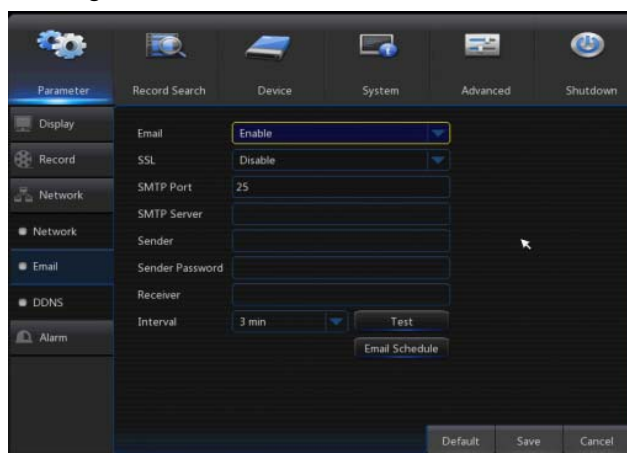 Parameter Record Search Device System Advanced Shutdown
Display
Record
Network
Network
Email
DDNS
Alarm
Email Enable
SSL Disable
SMTP Port 25
SMTP Server
Sender
Sender Password
Receiver
Interval 3 min Test
Email Schedule
Default Save Cancel